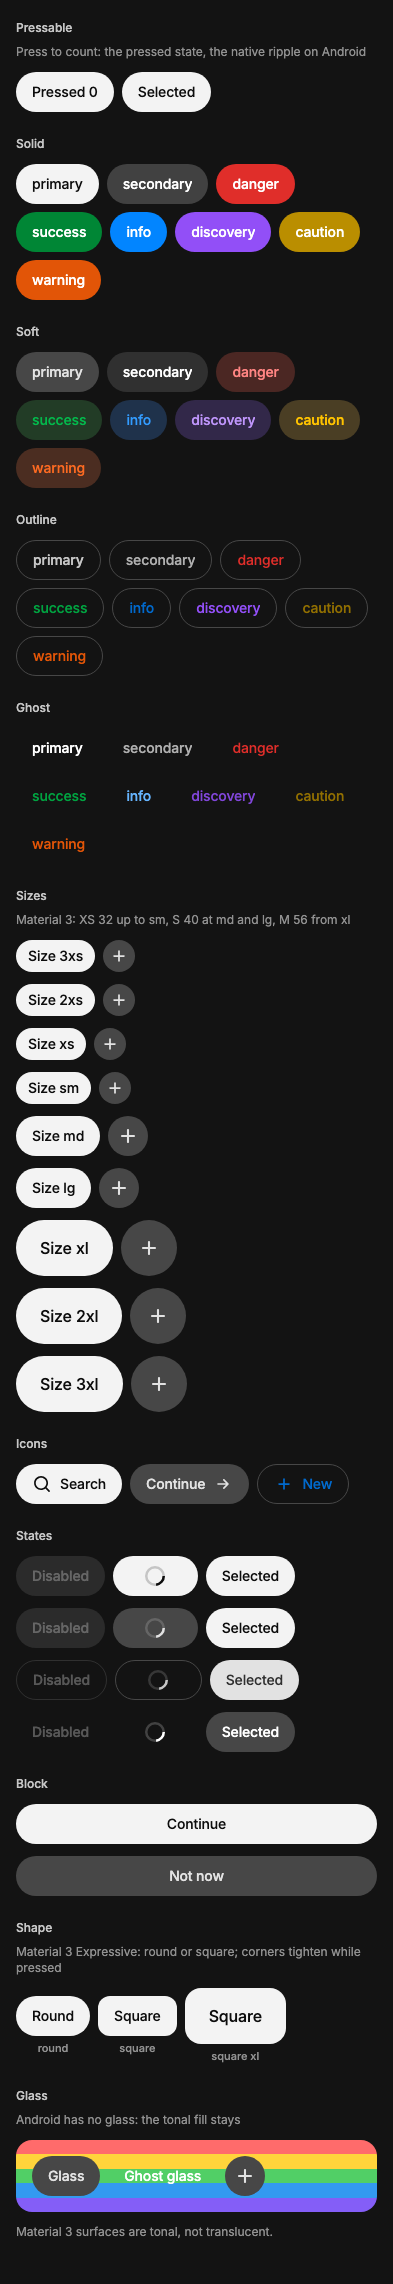 Pressable
Press to count: the pressed state, the native ripple on Android
Pressed 0 Selected
Solid
primary secondary danger
success info discovery caution
warning
Soft
primary secondary danger
success info discovery caution
warning
Outline
primary secondary danger
success info discovery caution
warning
Ghost
primary secondary danger
success info discovery caution
warning
Sizes
Material 3: XS 32 up to sm, S 40 at md and lg, M 56 from xl
Size 3xs
Size 2xs
Size xs
Size sm
Size md
Size lg
Size xl
Size 2xl
Size 3xl
Icons
Search Continue New
States
Disabled Selected
Disabled Selected
Disabled Selected
Disabled Selected
Block
Continue
Not now
Shape
Material 3 Expressive: round or square; corners tighten while
pressed
Round Square Square
round square square xl
Glass
Android has no glass: the tonal fill stays
Glass Ghost glass
Material 3 surfaces are tonal, not translucent.